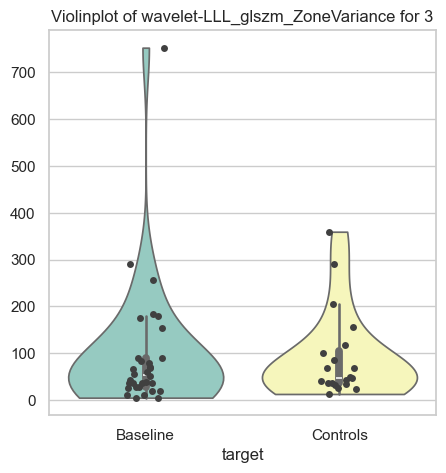 Violinplot of wavelet-LLL_glszm_ZoneVariance for 3
700
600
500
400
300
200
100
0
Baseline
Controls
target